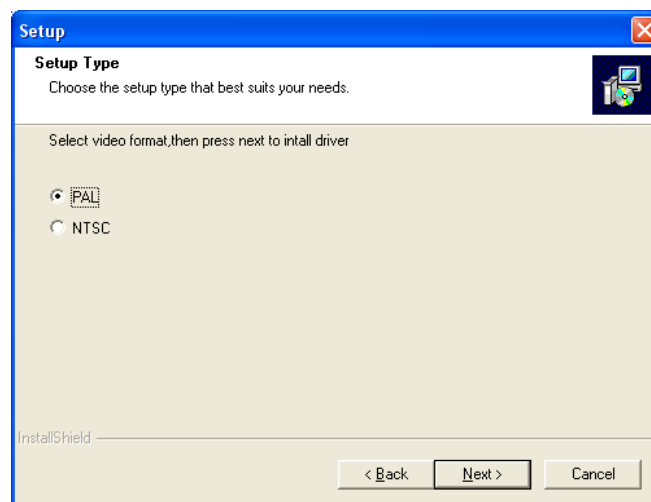 Setup
Setup Type
Choose the setup type that best suits your needs.
Select video format,then press next to intall driver
PAL
NTSC
InstallShield
< Back Next > Cancel